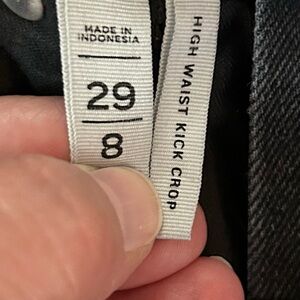 MADE IN
INDONESIA
29
8
HIGH WAIST KICK CROP